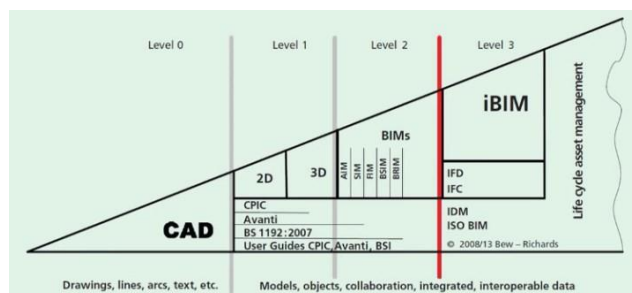 Level 0
Level 1
Level 2
Level 3
iBIM
BIMs
2D
3D
AIM
SIM
FIM
BSIM
BRIM
IFD
IFC
Life cycle asset management
CAD
CPIC
Avanti
BS 1192:2007
User Guides CPIC, Avanti, BSI
IDM
ISO BIM
© 2008/13 Bew – Richards
Drawings, lines, arcs, text, etc.
Models, objects, collaboration, integrated, interoperable data